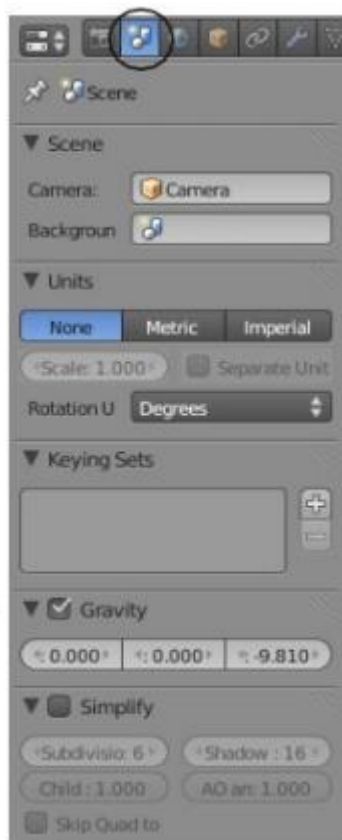 Scene
Scene
Camera: Camera
Backgroun
Units
None Metric Imperial
Scale: 1.000 Separate Unit
Rotation U Degrees
Keying Sets
Gravity
: 0.000 : 0.000 : -9.810
Simplify
Subdivisio: 6 Shadow : 16
Child : 1.000 AO an: 1.000
Skip Quad to